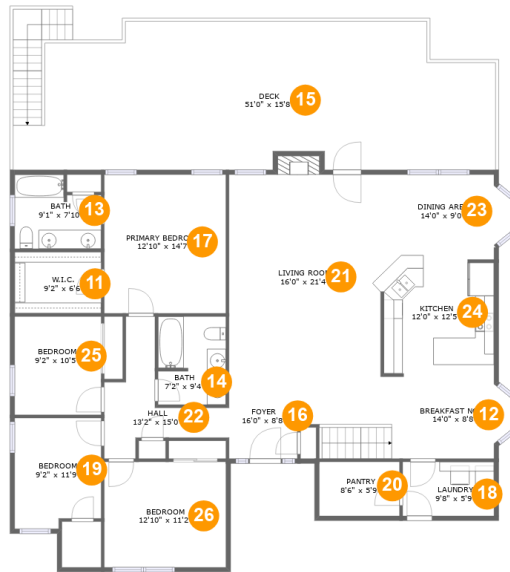 DECK
51'0" x 15'8
15
BATH
9'1" x 7'10
13
PRIMARY BEDRO
12'10" x 14'7
17
DINING ARE
14'0" x 9'0
23
W.I.C.
9'2" x 6'6
11
LIVING ROO
16'0" x 21'4
21
KITCHEN
12'0" x 12'5
24
BEDROOM
9'2" x 10'5
25
BATH
7'2" x 9'4
14
HALL
13'2" x 15'0
22
FOYER
16'0" x 8'8
16
BREAKFAST NO
14'0" x 8'8
12
BEDROOM
9'2" x 11'9
19
PANTRY
8'6" x 5'9
20
LAUNDRY
9'8" x 5'9
18
BEDROOM
12'10" x 11'2
26